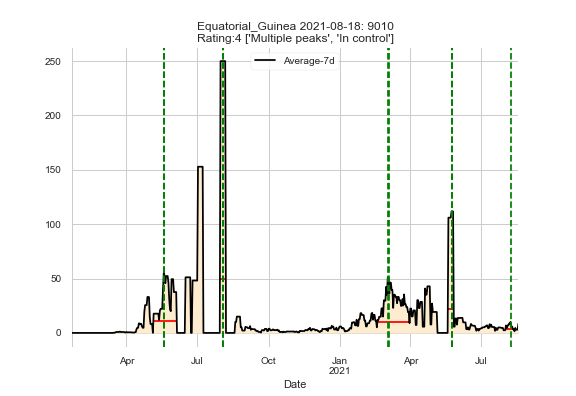 Equatorial_Guinea 2021-08-18: 9010
Rating:4 ['Multiple peaks', 'In control']
Average-7d
250
200
150
100
50
0
Apr
Jul
Oct
Jan
2021
Apr
Jul
Date